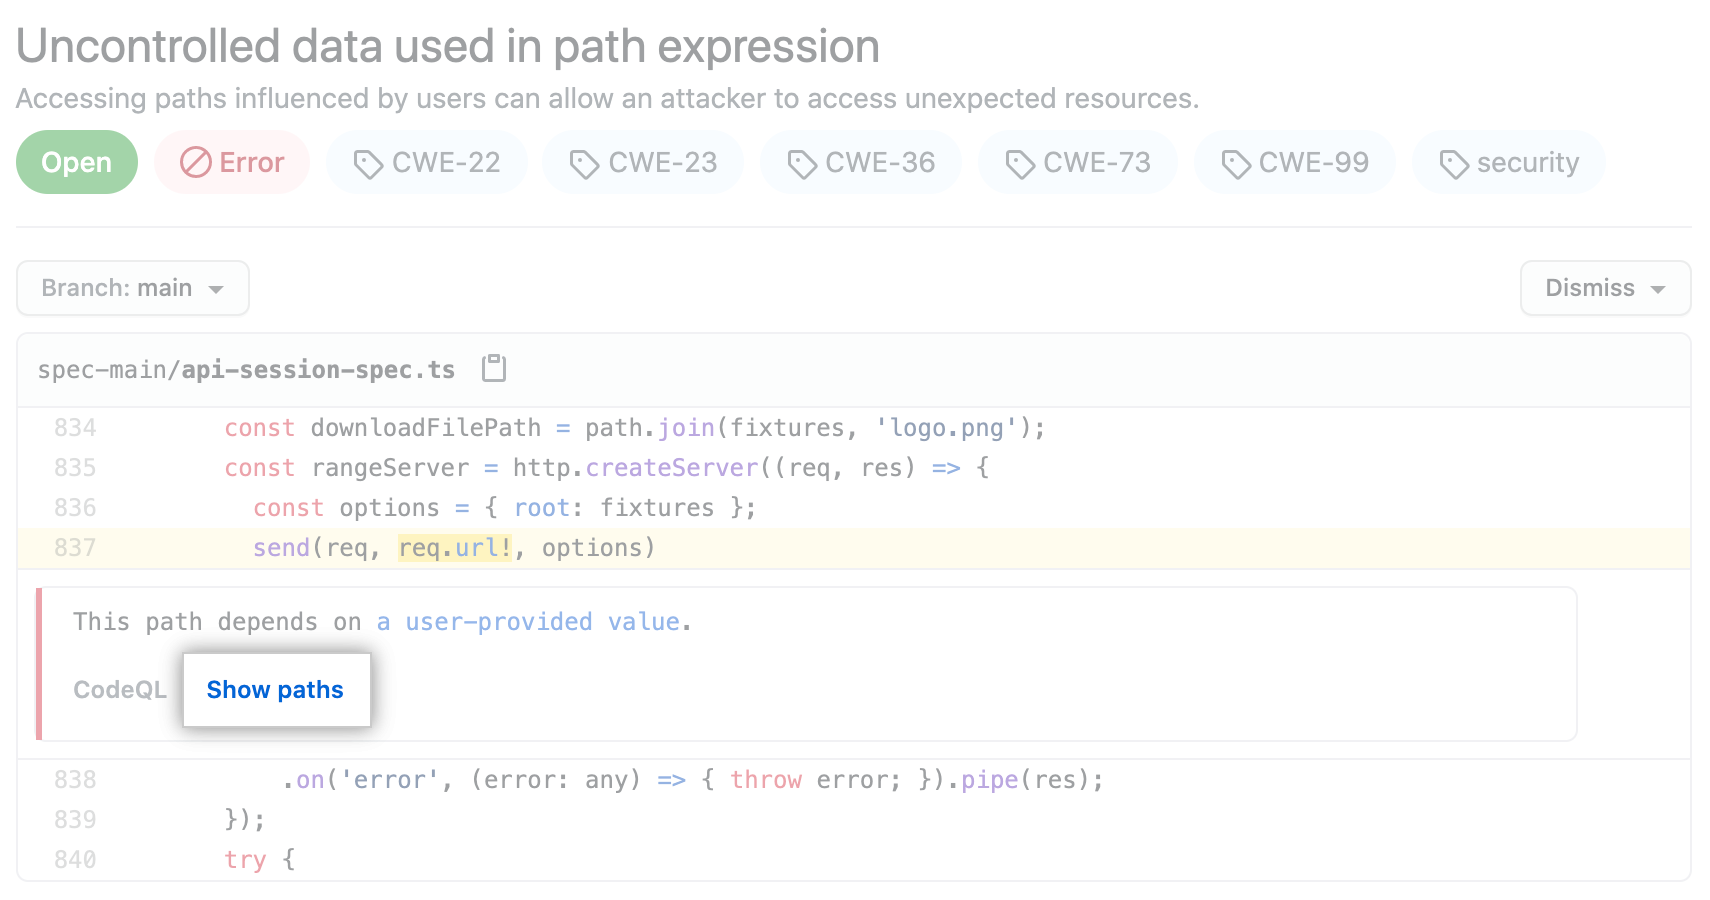 Uncontrolled data used in path expression
Accessing paths influenced by users can allow an attacker to access unexpected resources.
Open Error CWE-22 CWE-23 CWE-36 CWE-73 CWE-99 security
Branch: main Dismiss
spec-main/api-session-spec.ts
834 const downloadFilePath = path.join(fixtures, 'logo.png');
835 const rangeServer = http.createServer((req, res) => {
836 const options = { root: fixtures };
837 send(req, req.url!, options)
This path depends on a user-provided value.
CodeQL Show paths
838 .on('error', (error: any) => { throw error; }).pipe(res);
839 });
840 try {